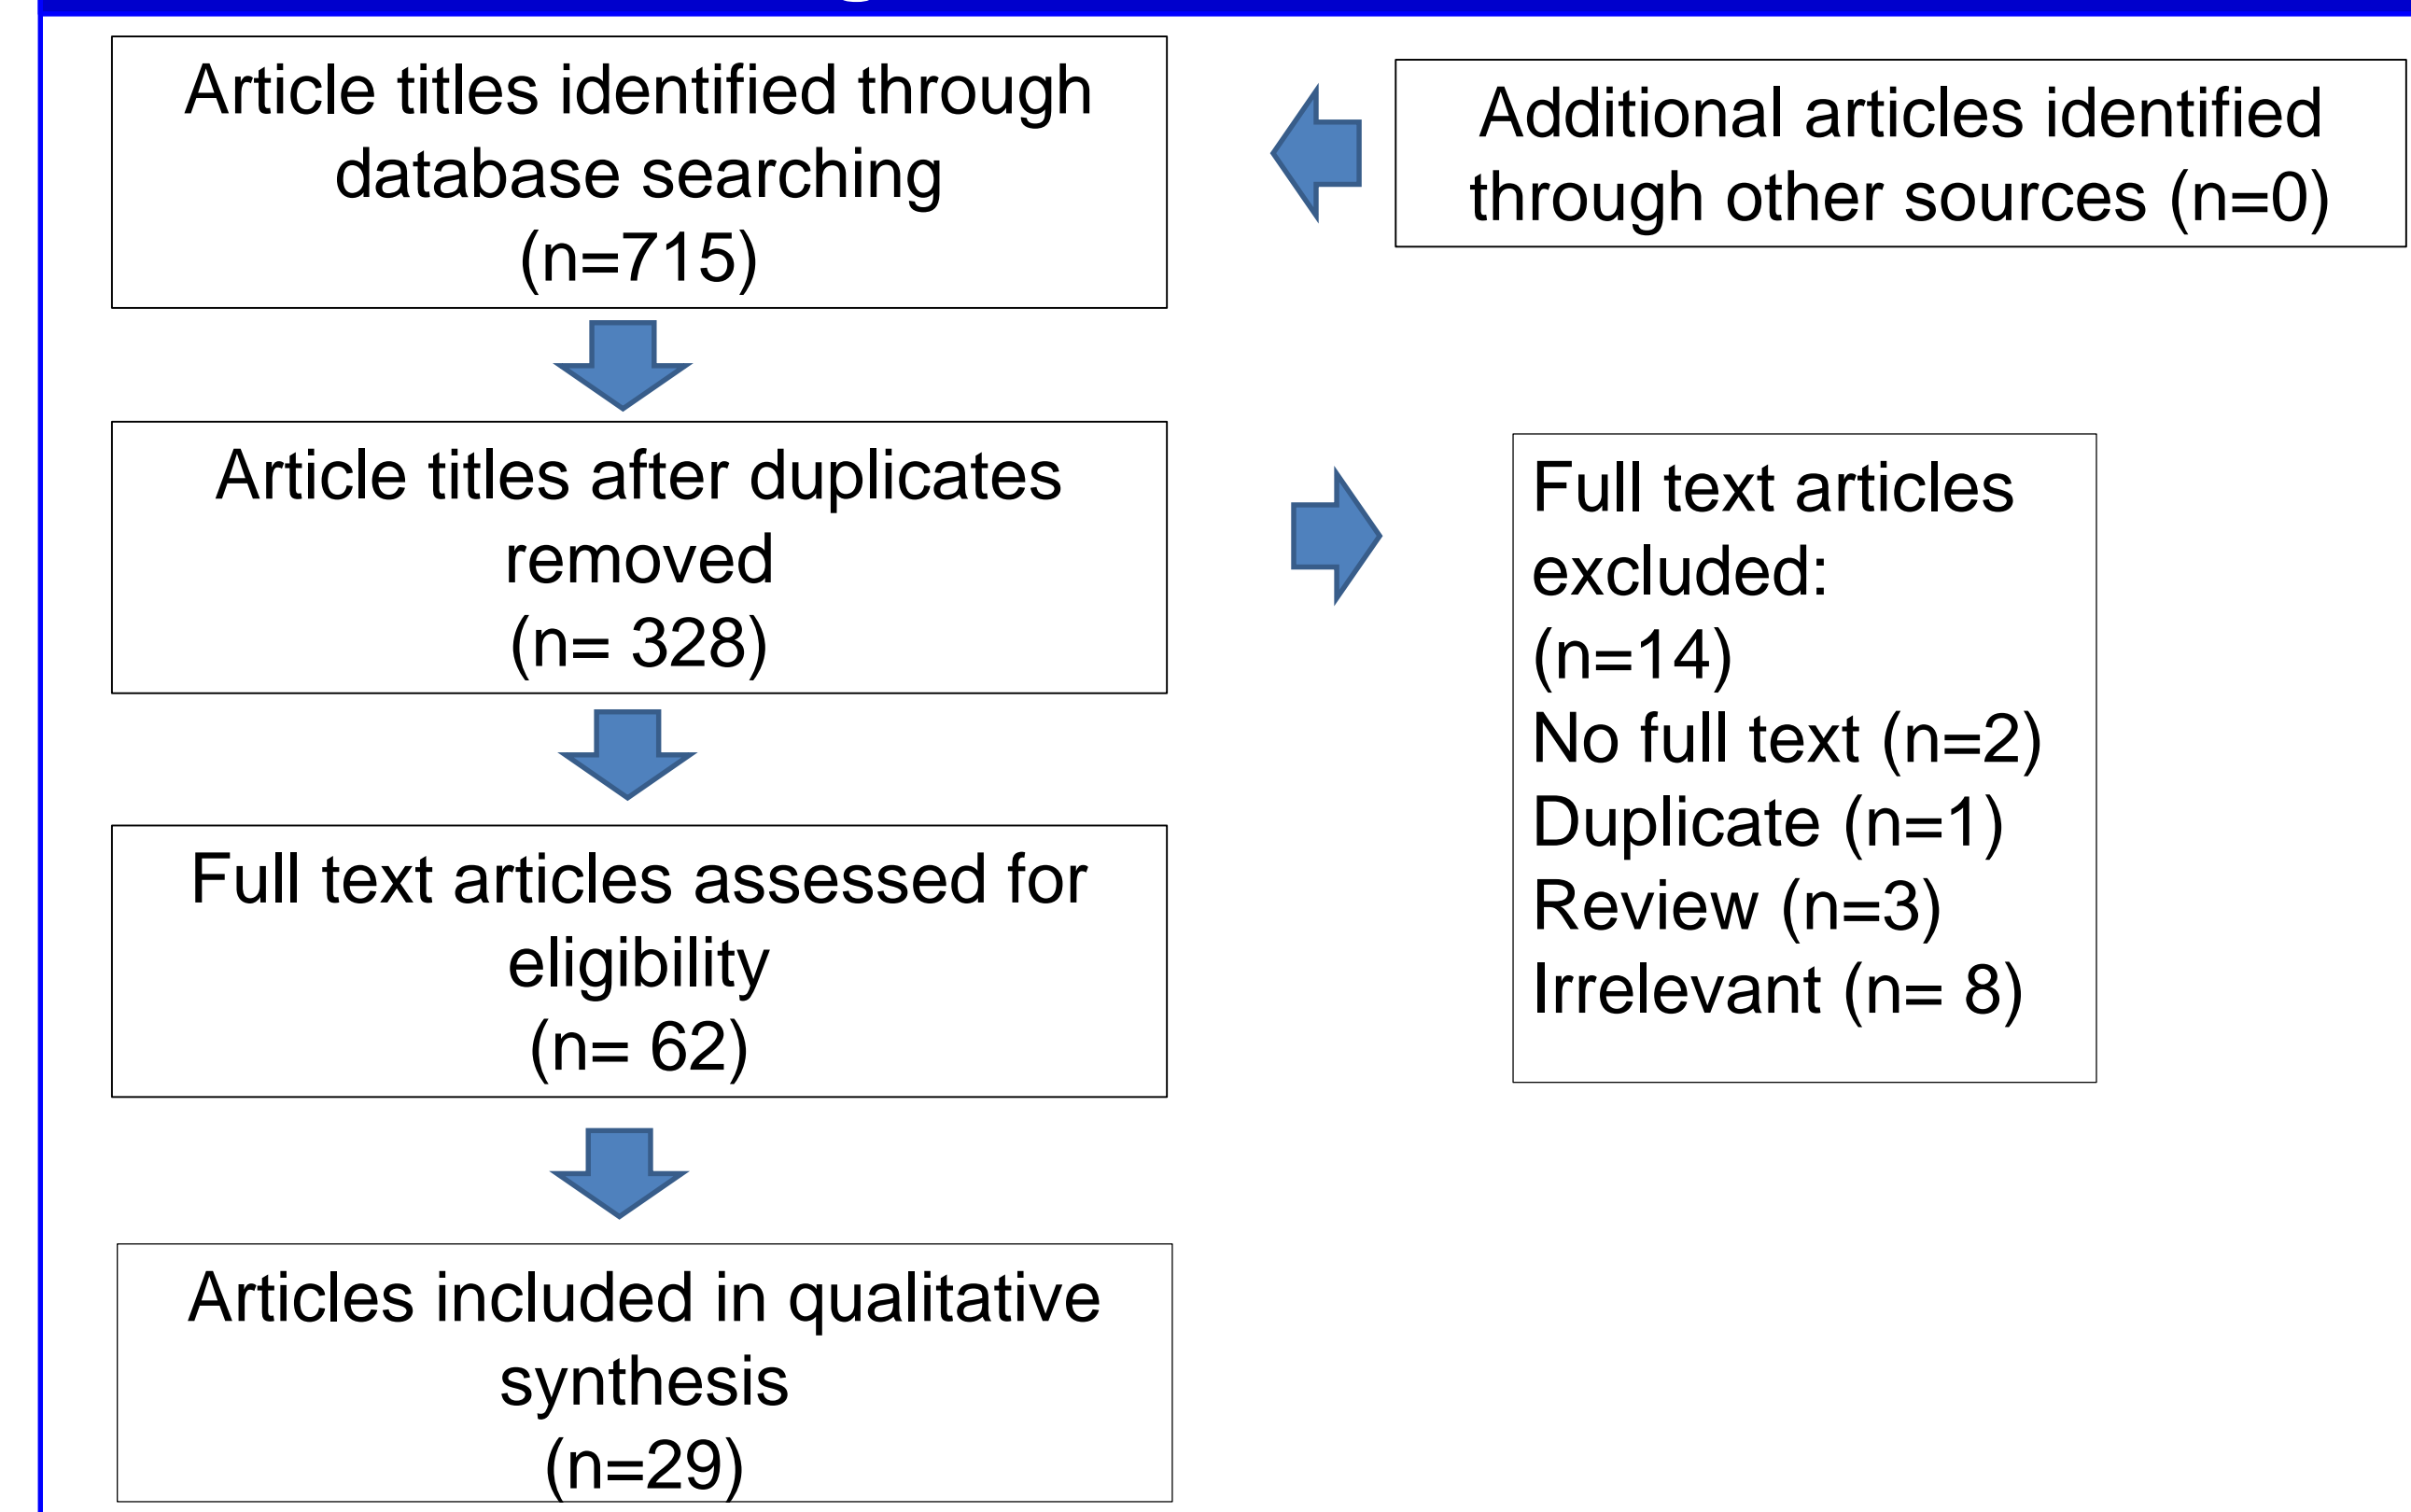 Article titles identified through
database searching
(n=715)
Additional articles identified
through other sources (n=0)
Article titles after duplicates
removed
(n= 328)
Full text articles
excluded:
(n=14)
No full text (n=2)
Duplicate (n=1)
Review (n=3)
Irrelevant (n= 8)
Full text articles assessed for
eligibility
(n= 62)
Articles included in qualitative
synthesis
(n=29)